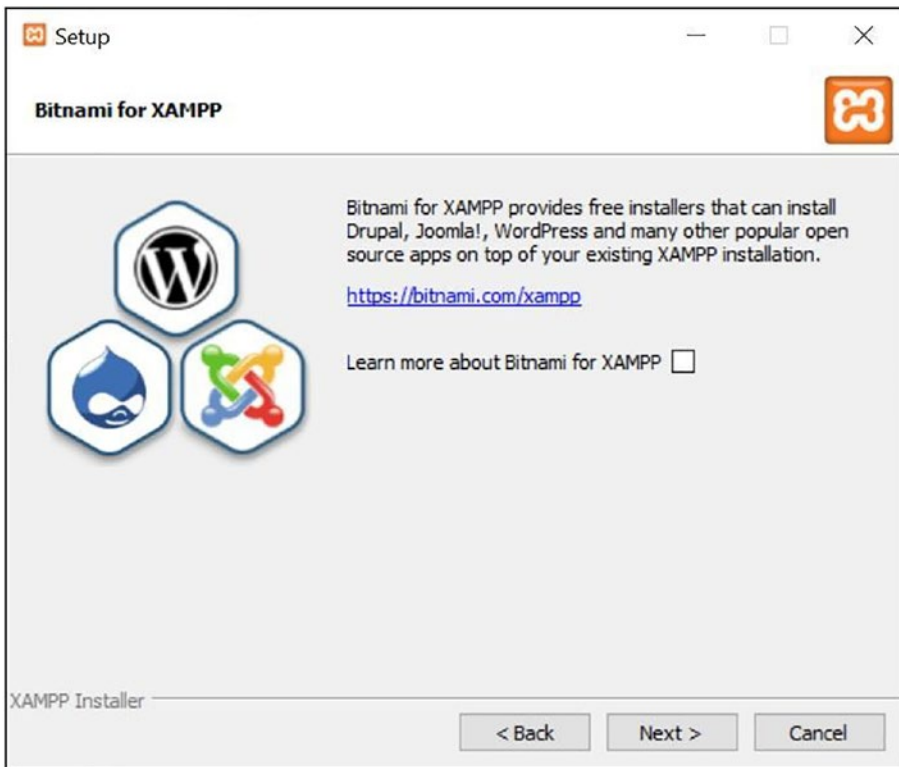 Setup
Bitnami for XAMPP
Bitnami for XAMPP provides free installers that can install
Drupal, Joomla!, WordPress and many other popular open
source apps on top of your existing XAMPP installation.
https://bitnami.com/xampp
Learn more about Bitnami for XAMPP
XAMPP Installer
< Back
Next >
Cancel